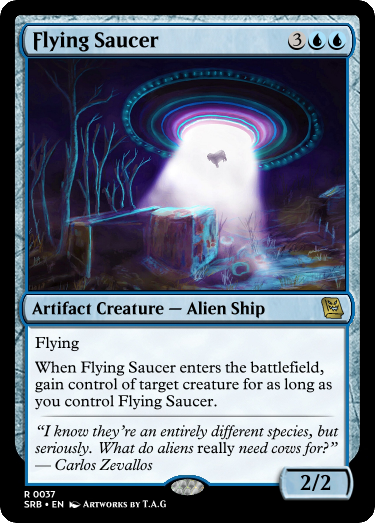 Flying Saucer 3
Artifact Creature — Alien Ship
Flying
When Flying Saucer enters the battlefield,
gain control of target creature for as long as
you control Flying Saucer.
“I know they’re an entirely different species, but
seriously. What do aliens really need cows for?”
— Carlos Zevallos
2/2
R 0037
SRB • EN Artworks by T.A.G